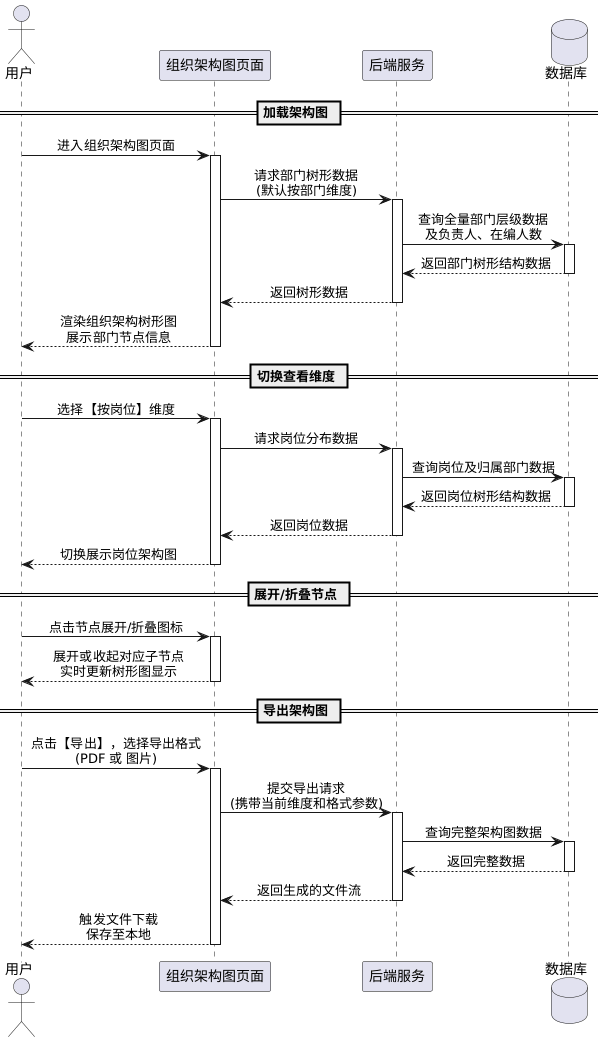 用户
组织架构图页面
后端服务
数据库
加载架构图
进入组织架构图页面
请求部门树形数据
(默认按部门维度)
查询全量部门层级数据
及负责人、在编人数
返回部门树形结构数据
返回树形数据
渲染组织架构树形图
展示部门节点信息
切换查看维度
选择【按岗位】维度
请求岗位分布数据
查询岗位及归属部门数据
返回岗位树形结构数据
返回岗位数据
切换展示岗位架构图
展开/折叠节点
点击节点展开/折叠图标
展开或收起对应子节点
实时更新树形图显示
导出架构图
点击【导出】，选择导出格式
(PDF 或 图片)
提交导出请求
(携带当前维度和格式参数)
查询完整架构图数据
返回完整数据
返回生成的文件流
触发文件下载
保存至本地
用户
组织架构图页面
后端服务
数据库